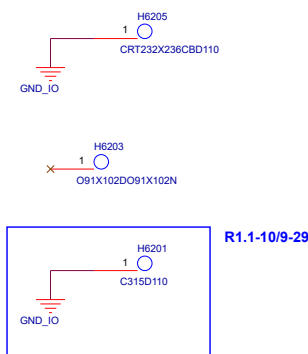 H6205
1
CRT232X236CBD110
GND_IO
H6203
1
O91X102DO91X102N
R1.1-10/9-29
H6201
1
C315D110
GND_IO